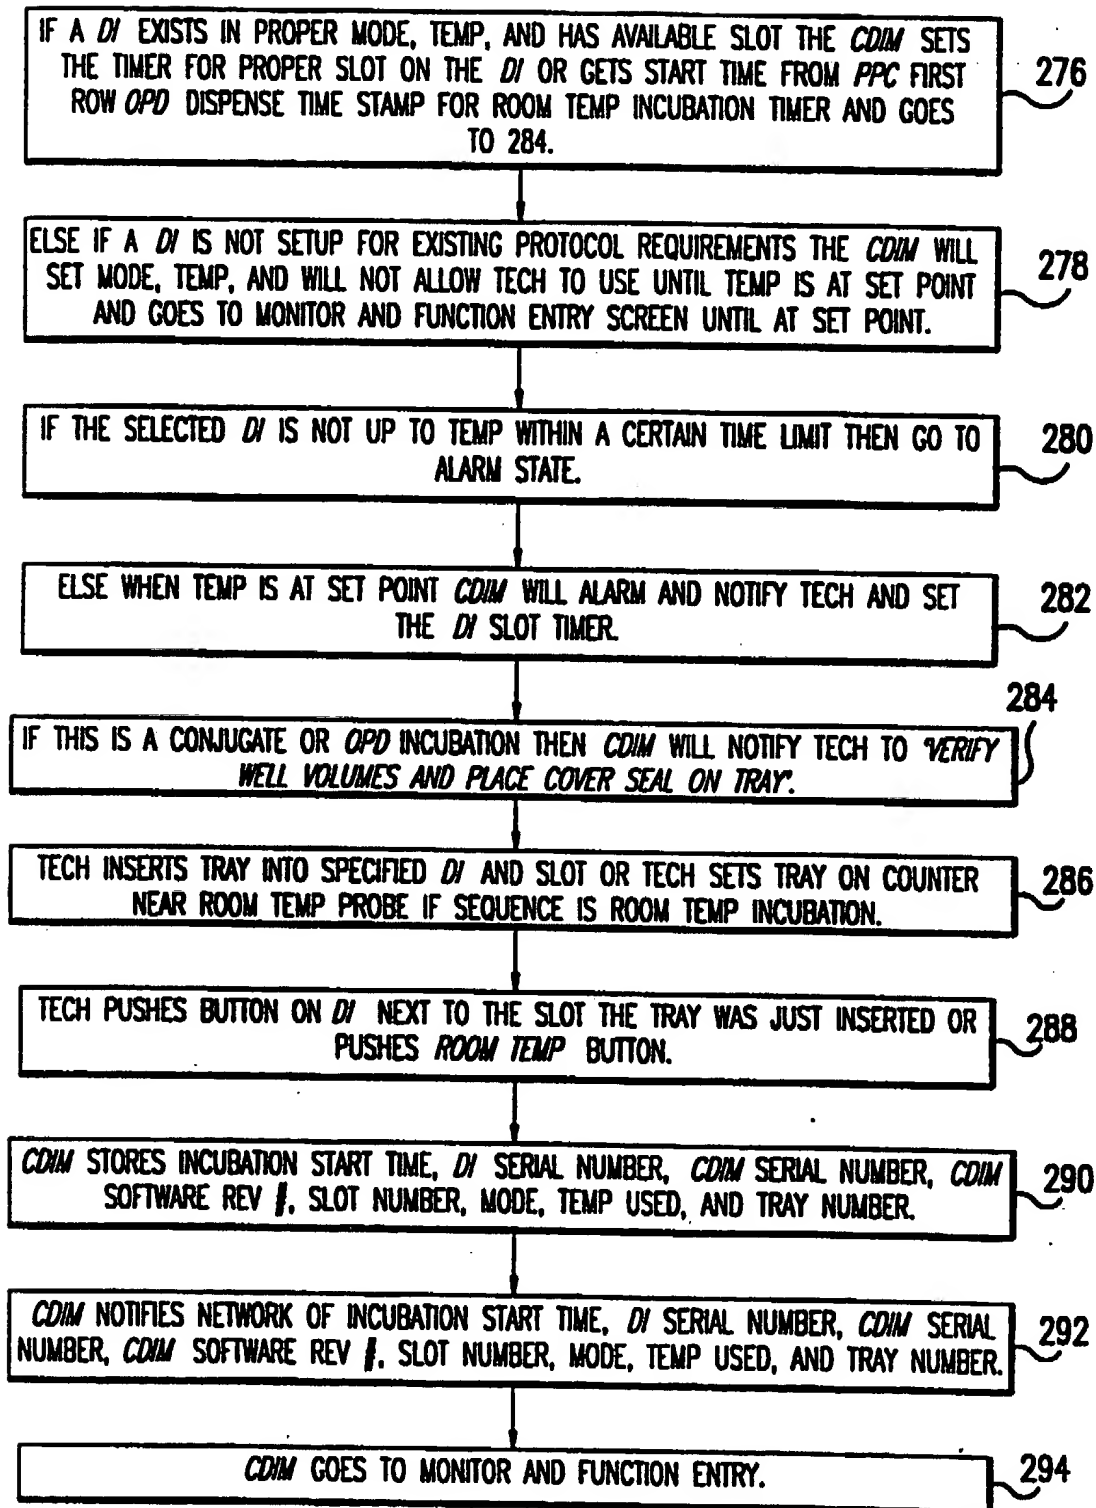 IF A DI EXISTS IN PROPER MODE, TEMP, AND HAS AVAILABLE SLOT THE CDIM SETS
THE TIMER FOR PROPER SLOT ON THE DI OR GETS START TIME FROM PPC FIRST
ROW OPD DISPENSE TIME STAMP FOR ROOM TEMP INCUBATION TIMER AND GOES
TO 284.
276
ELSE IF A DI IS NOT SETUP FOR EXISTING PROTOCOL REQUIREMENTS THE CDIM WILL
SET MODE, TEMP, AND WILL NOT ALLOW TECH TO USE UNTIL TEMP IS AT SET POINT
AND GOES TO MONITOR AND FUNCTION ENTRY SCREEN UNTIL AT SET POINT.
278
IF THE SELECTED DI IS NOT UP TO TEMP WITHIN A CERTAIN TIME LIMIT THEN GO TO
ALARM STATE.
280
ELSE WHEN TEMP IS AT SET POINT CDIM WILL ALARM AND NOTIFY TECH AND SET
THE DI SLOT TIMER.
282
IF THIS IS A CONJUGATE OR OPD INCUBATION THEN CDIM WILL NOTIFY TECH TO "VERIFY
WELL VOLUMES AND PLACE COVER SEAL ON TRAY".
284
TECH INSERTS TRAY INTO SPECIFIED DI AND SLOT OR TECH SETS TRAY ON COUNTER
NEAR ROOM TEMP PROBE IF SEQUENCE IS ROOM TEMP INCUBATION.
286
TECH PUSHES BUTTON ON DI NEXT TO THE SLOT THE TRAY WAS JUST INSERTED OR
PUSHES ROOM TEMP BUTTON.
288
CDIM STORES INCUBATION START TIME, DI SERIAL NUMBER, CDIM SERIAL NUMBER, CDIM
SOFTWARE REV #, SLOT NUMBER, MODE, TEMP USED, AND TRAY NUMBER.
290
CDIM NOTIFIES NETWORK OF INCUBATION START TIME, DI SERIAL NUMBER, CDIM SERIAL
NUMBER, CDIM SOFTWARE REV #, SLOT NUMBER, MODE, TEMP USED, AND TRAY NUMBER.
292
CDIM GOES TO MONITOR AND FUNCTION ENTRY.
294